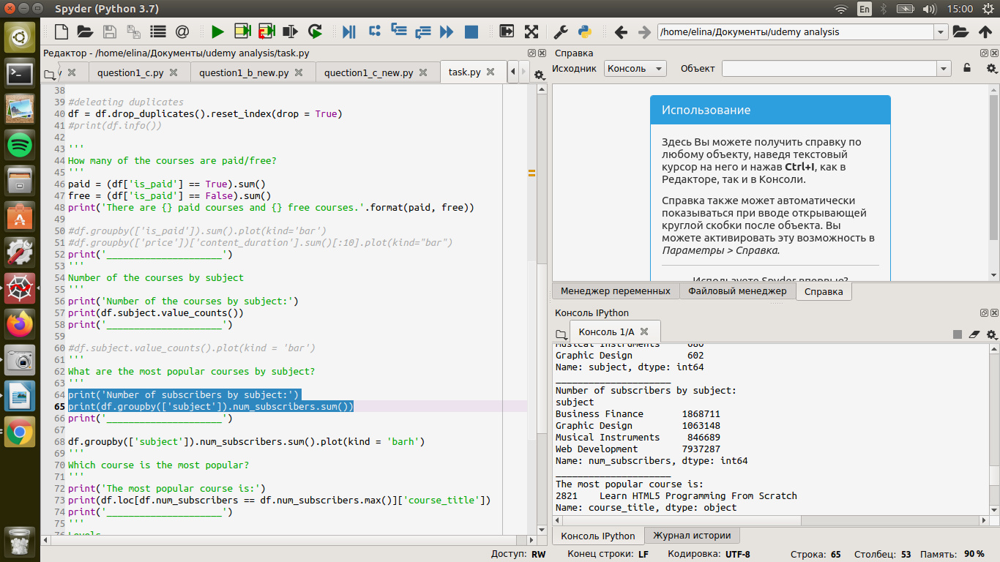 Spyder (Python 3.7)
En
15:00
/home/elina/Документы/udemy analysis
Редактор - /home/elina/Документы/udemy analysis/task.py
question1_c.py
question1_b_new.py
quection1_c_new.py
task.py
38
39 #deleating duplicates
40 df = df.drop_duplicates().reset_index(drop = True)
41 #print(df.info())
42
43 '''
44 How many of the courses are paid/free?
45 '''
46 paid = (df['is_paid'] == True).sum()
47 free = (df['is_paid'] == False).sum()
48 print('There are {} paid courses and {} free courses.'.format(paid, free))
49
50 #df.groupby(['is_paid']).sum().plot(kind='bar')
51 #df.groupby(['price'])['content_duration'].sum()[:10].plot(kind="bar")
52 print('_____________________')
53 '''
54 Number of the courses by subject
55 '''
56 print('Number of the courses by subject:')
57 print(df.subject.value_counts())
58 print('_____________________')
59
60 #df.subject.value_counts().plot(kind = 'bar')
61 '''
62 What are the most popular courses by subject?
63 '''
64 print('Number of subscribers by subject:')
65 print(df.groupby(['subject']).num_subscribers.sum())
66 print('_____________________')
67
68 df.groupby(['subject']).num_subscribers.sum().plot(kind = 'barh')
69 '''
70 Which course is the most popular?
71 '''
72 print('The most popular course is:')
73 print(df.loc[df.num_subscribers == df.num_subscribers.max()]['course_title'])
74 print('_____________________')
75 '''
76 Levels
Справка
Исходник Консоль Объект
Использование
Здесь Вы можете получить справку по
любому объекту, наведя текстовый
курсор на него и нажав Ctrl+I, как в
Редакторе, так и в Консоли.
Справка также может автоматически
показываться при вводе открывающей
круглой скобки после объекта. Вы
можете активировать эту возможность в
Параметры > Справка.
Используете Spyder впервые?
Менеджер переменных Файловый менеджер Справка
Консоль IPython
Консоль 1/A
Musical Instruments 680
Graphic Design 602
Name: subject, dtype: int64
_____________________
Number of subscribers by subject:
subject
Business Finance 1868711
Graphic Design 1063148
Musical Instruments 846689
Web Development 7937287
Name: num_subscribers, dtype: int64
_____________________
The most popular course is:
2821 Learn HTML5 Programming From Scratch
Name: course_title, dtype: object
Консоль IPython Журнал истории
Доступ: RW Конец строки: LF Кодировка: UTF-8 Строка: 65 Столбец: 53 Память: 90 %